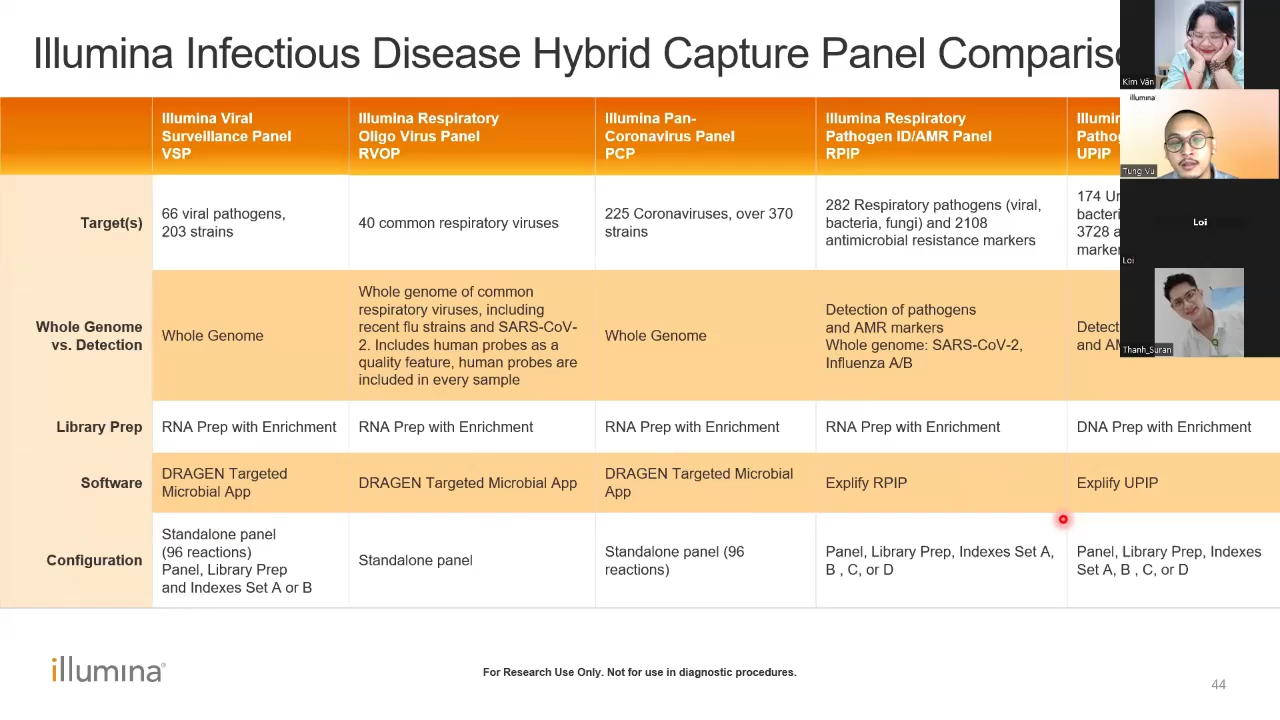 Illumina Infectious Disease Hybrid Capture Panel
Kim Vân
illumina
Tung Vu
Loi
Loi
Thanh_Suran
Illumina Viral
Surveillance Panel
VSP
Illumina Respiratory
Oligo Virus Panel
RVOP
Illumina Pan-
Coronavirus Panel
PCP
Illumina Respiratory
Pathogen ID/AMR Panel
RPIP
UPIP
Target(s)
66 viral pathogens,
203 strains
40 common respiratory viruses
225 Coronaviruses, over 370
strains
282 Respiratory pathogens (viral,
bacteria, fungi) and 2108
antimicrobial resistance markers
174
3728
Whole Genome
vs. Detection
Whole Genome
Whole genome of common
respiratory viruses, including
recent flu strains and SARS-CoV-
2. Includes human probes as a
quality feature, human probes are
included in every sample
Whole Genome
Detection of pathogens
and AMR markers
Whole genome: SARS-CoV-2,
Influenza A/B
and
Library Prep
RNA Prep with Enrichment
RNA Prep with Enrichment
RNA Prep with Enrichment
RNA Prep with Enrichment
DNA Prep with Enrichment
Software
DRAGEN Targeted
Microbial App
DRAGEN Targeted Microbial App
DRAGEN Targeted Microbial
App
Explify RPIP
Explify UPIP
Configuration
Standalone panel
(96 reactions)
Panel, Library Prep
and Indexes Set A or B
Standalone panel
Standalone panel (96
reactions)
Panel, Library Prep, Indexes Set A,
B , C, or D
Panel, Library Prep, Indexes
Set A, B , C, or D
illumina®
For Research Use Only. Not for use in diagnostic procedures.
44